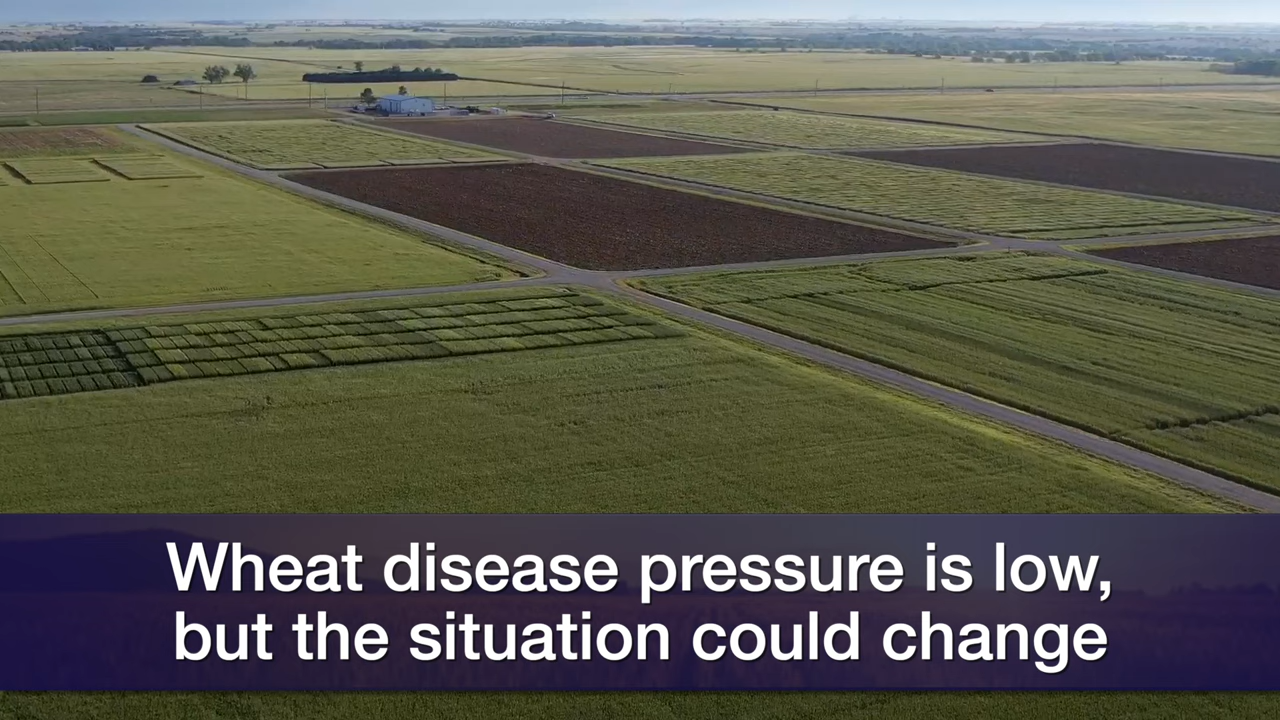 Wheat disease pressure is low,
but the situation could change